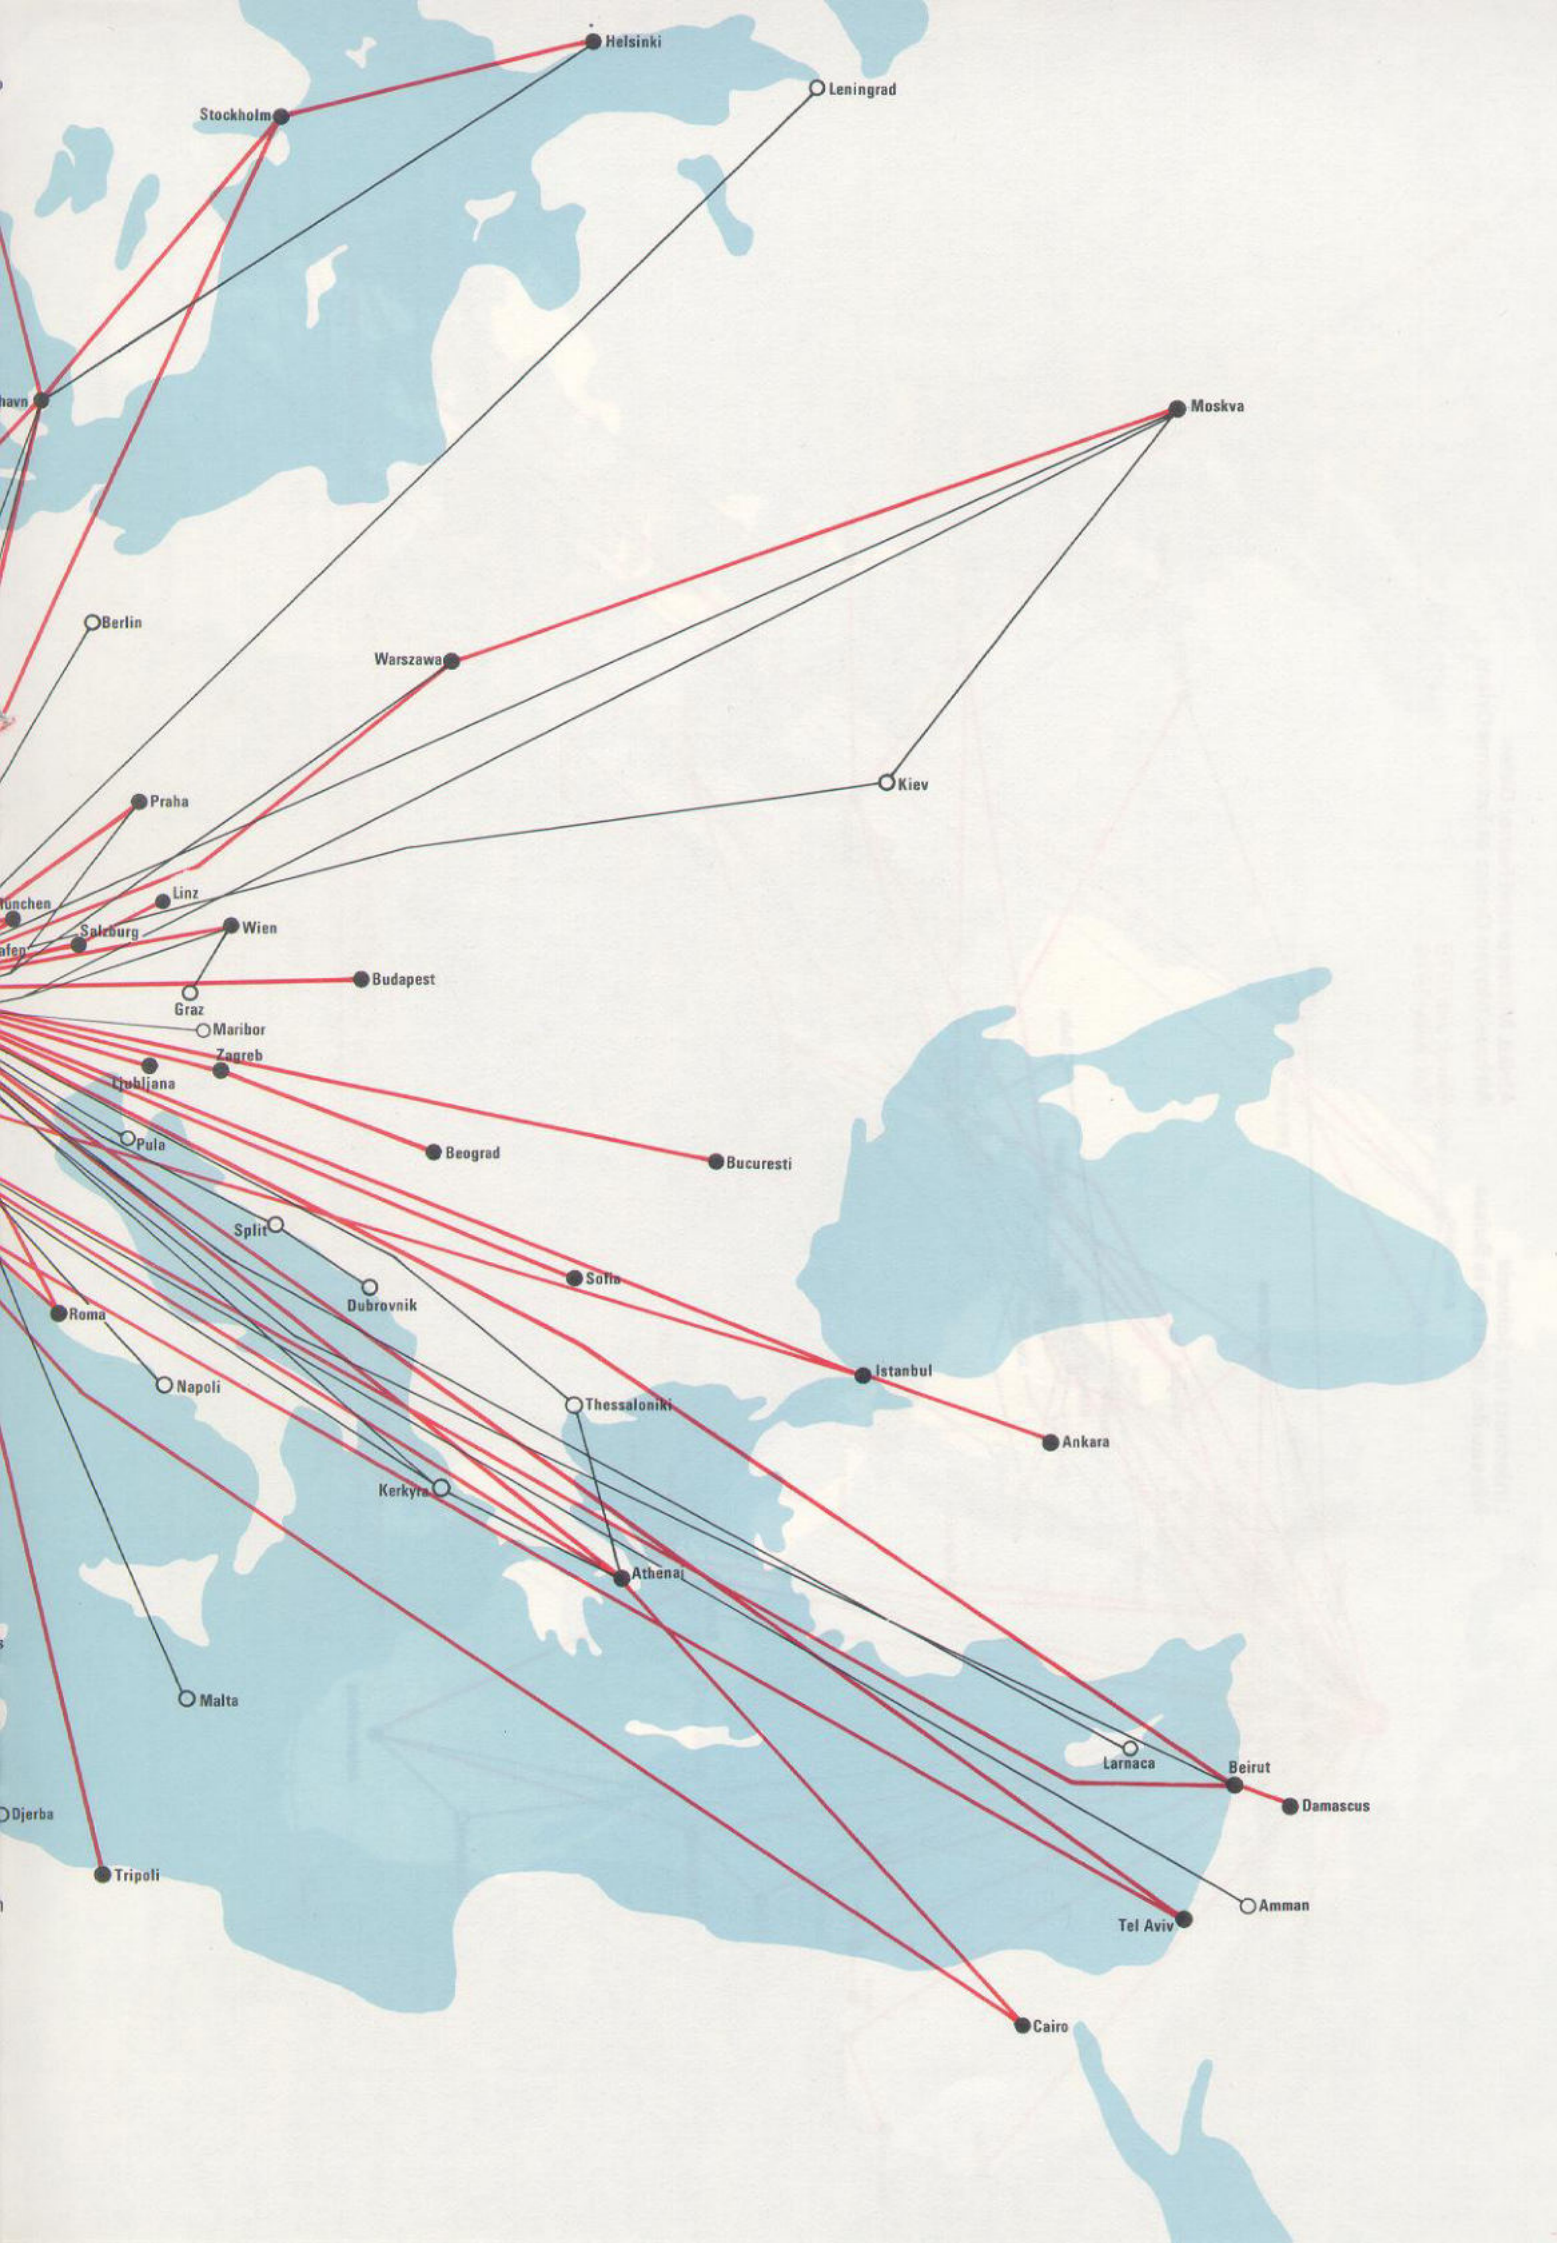 Helsinki
Leningrad
Stockholm
havn
Moskva
Berlin
Warszawa
Kiev
Praha
Linz
ünchen
Wien
Salzburg
afen
Budapest
Graz
Maribor
Zagreb
Ljubljana
Pula
Beograd
Bucuresti
Split
Sofia
Dubrovnik
Roma
Istanbul
Napoli
Thessaloniki
Ankara
Kerkyra
Athenai
Malta
Larnaca
Beirut
Damascus
Djerba
Tripoli
Amman
Tel Aviv
Cairo